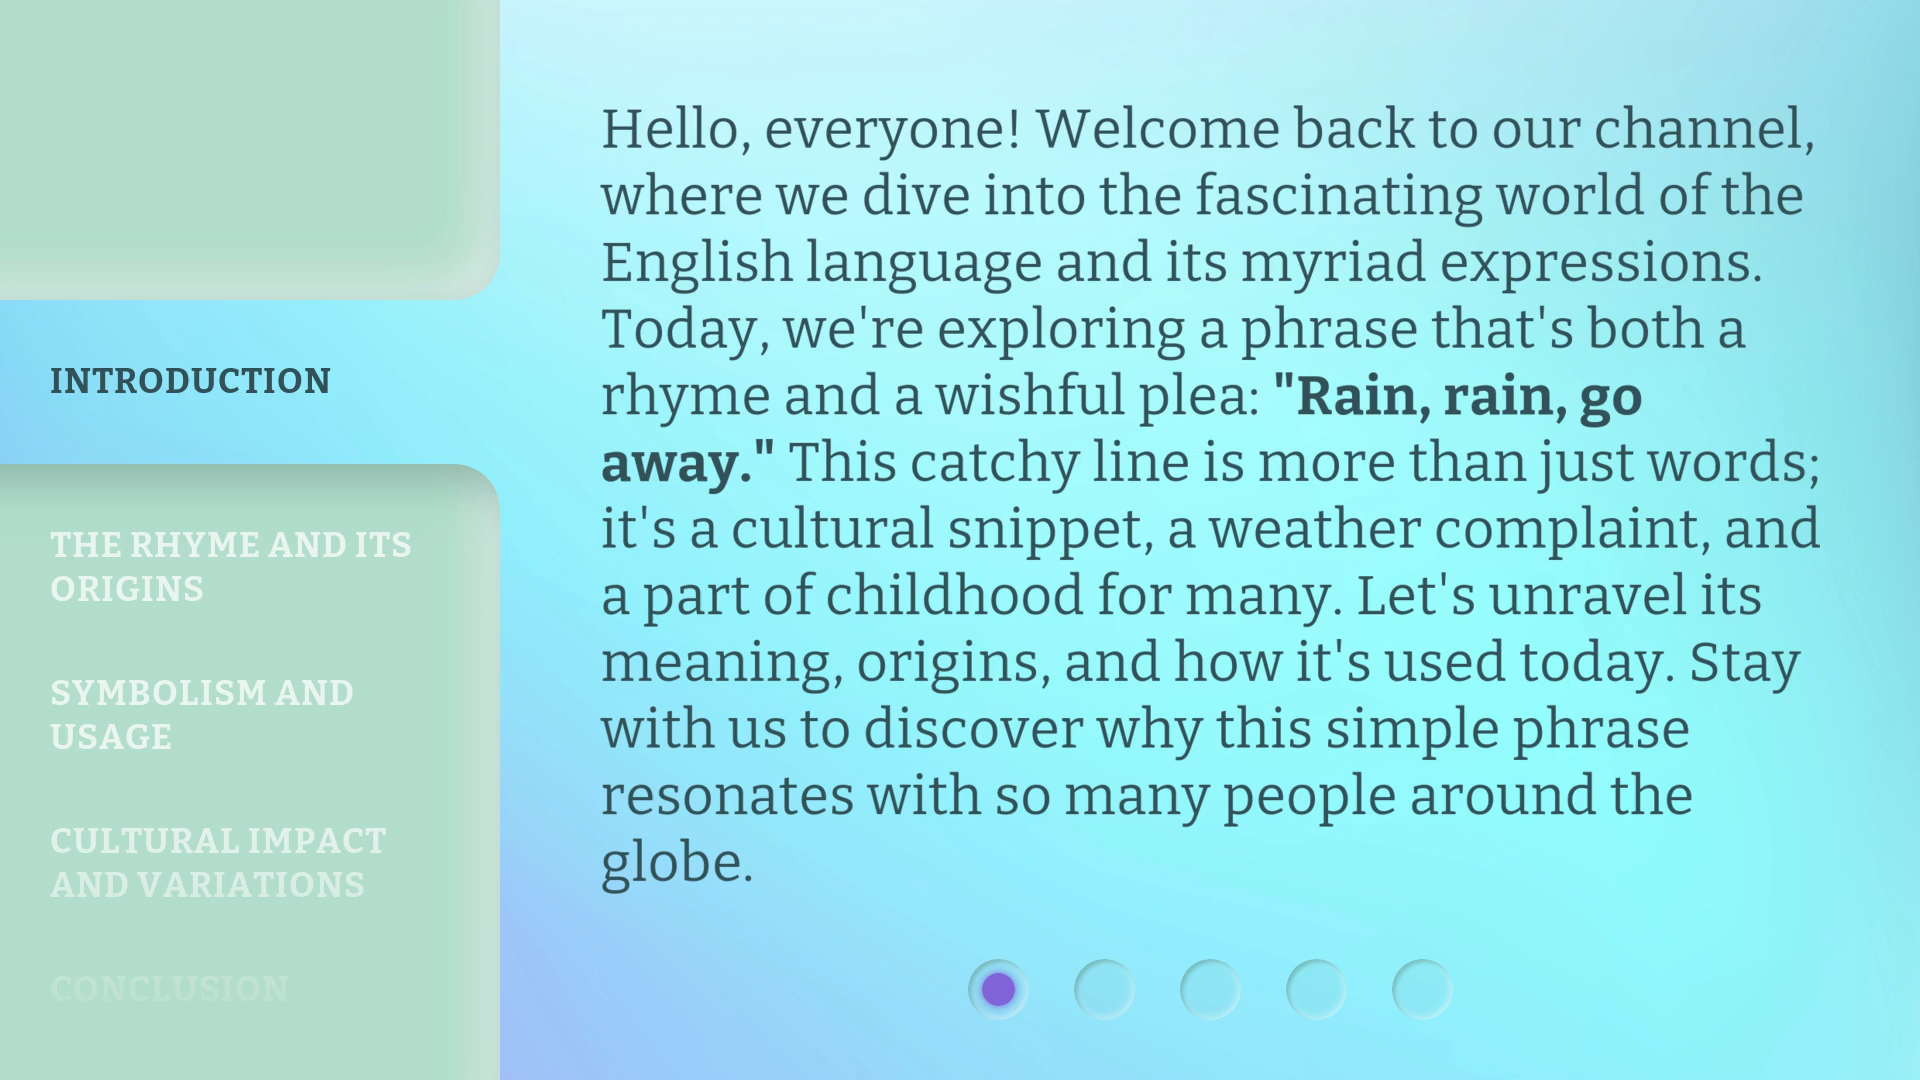 INTRODUCTION
THE RHYME AND ITS
ORIGINS
SYMBOLISM AND
USAGE
CULTURAL IMPACT
AND VARIATIONS
CONCLUSION
Hello, everyone! Welcome back to our channel,
where we dive into the fascinating world of the
English language and its myriad expressions.
Today, we're exploring a phrase that's both a
rhyme and a wishful plea: "Rain, rain, go
away." This catchy line is more than just words;
it's a cultural snippet, a weather complaint, and
a part of childhood for many. Let's unravel its
meaning, origins, and how it's used today. Stay
with us to discover why this simple phrase
resonates with so many people around the
globe.